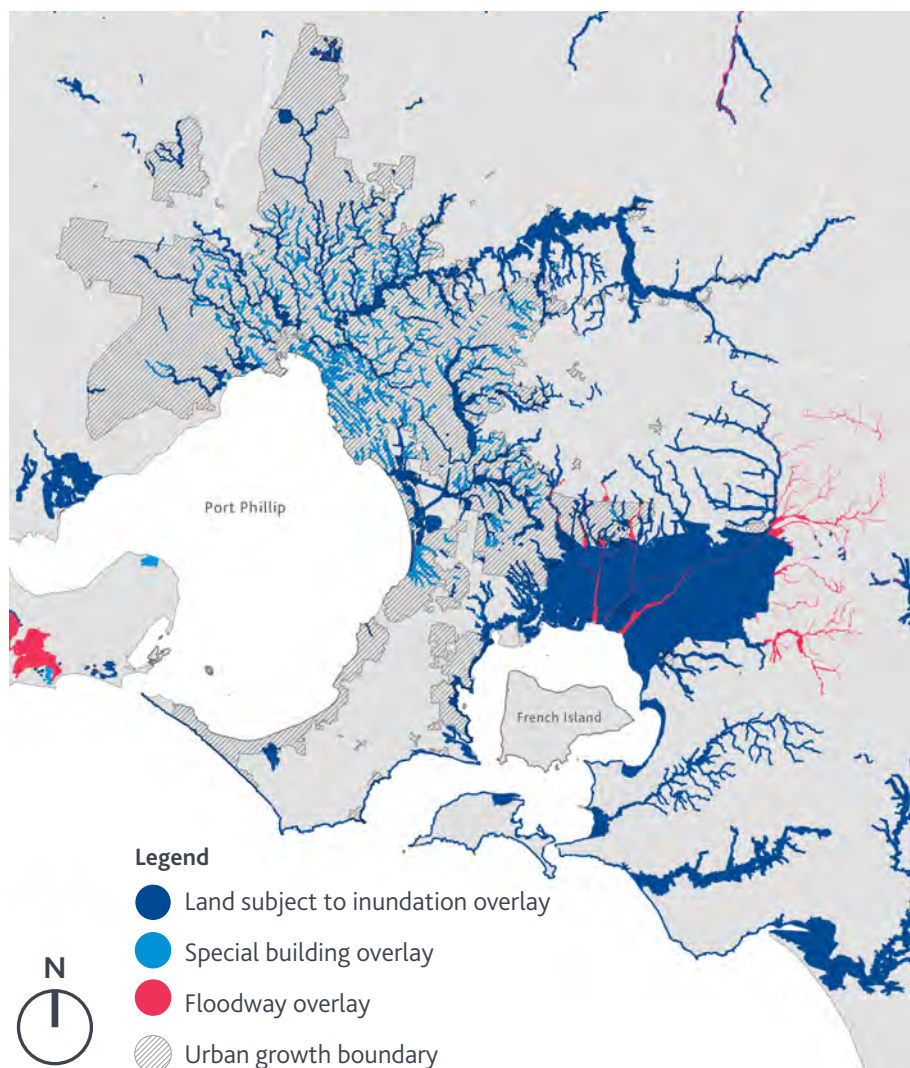 Port Phillip
French Island
Legend
Land subject to inundation overlay
Special building overlay
N
Floodway overlay
Urban growth boundary